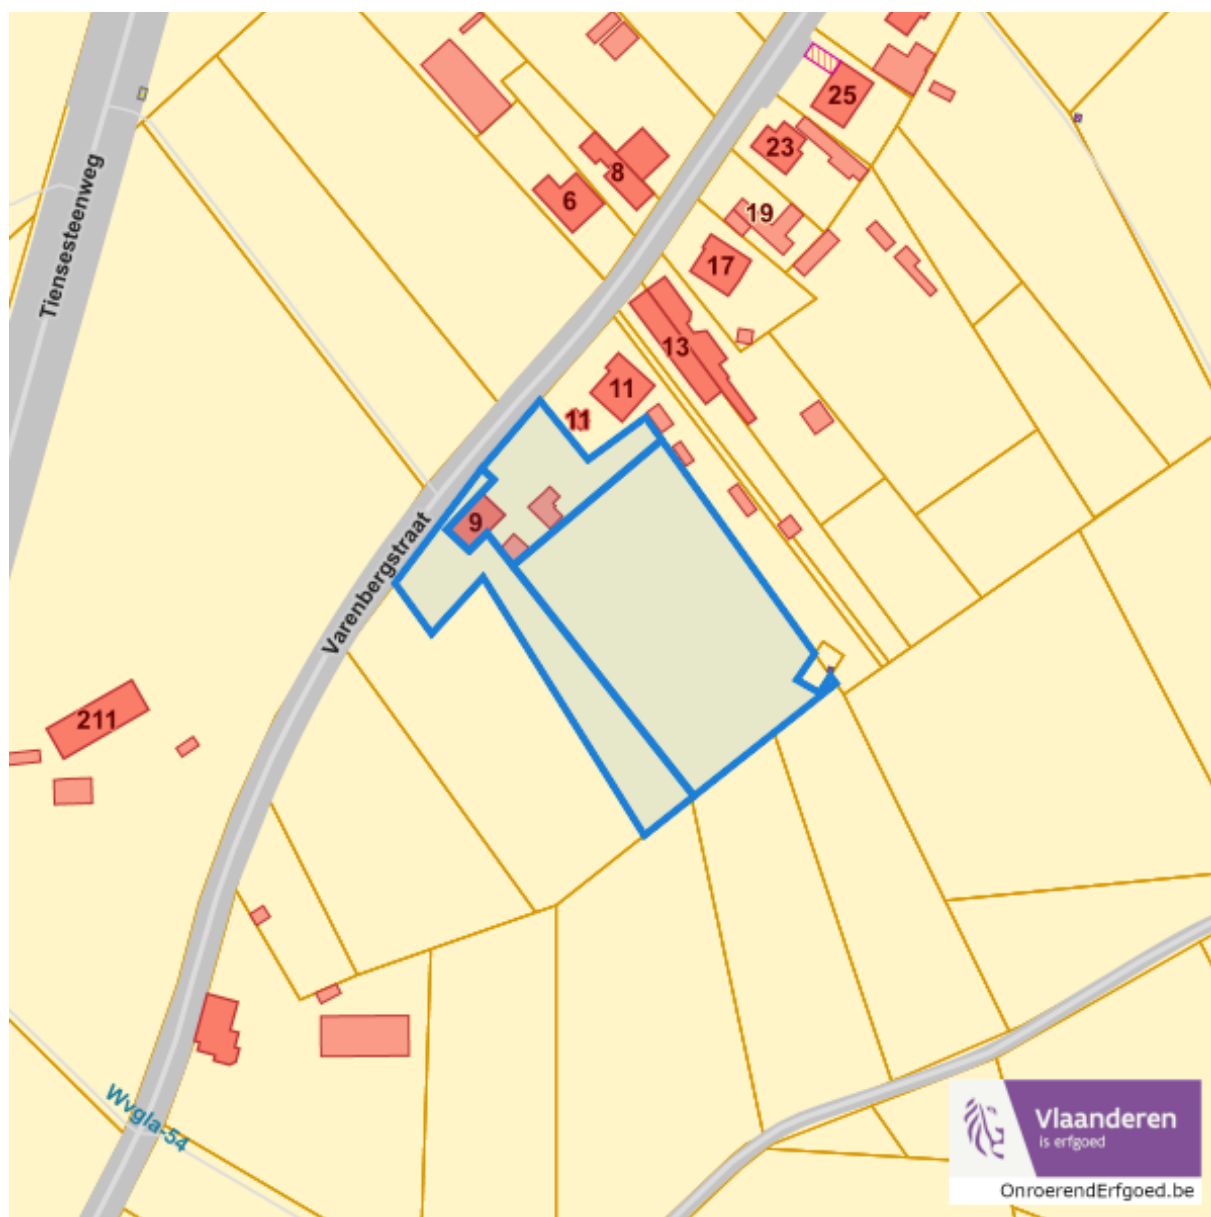 25
23
8
6
19
17
13
11
11
9
211
Tiensesteenweg
Varenbergstraat
Wvgla-54
Vlaanderen
is erfgoed
OnroerendErfgoed.be